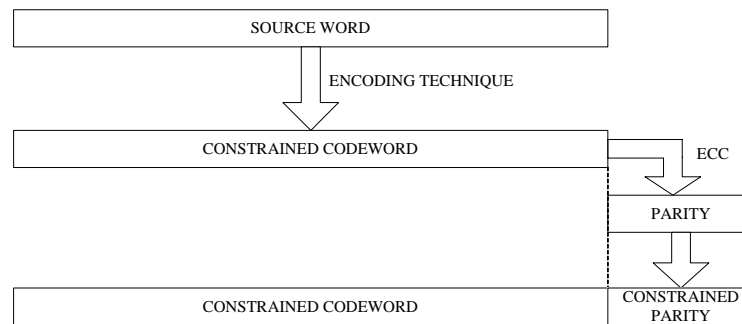 SOURCE WORD
ENCODING TECHNIQUE
CONSTRAINED CODEWORD
ECC
PARITY
CONSTRAINED CODEWORD
CONSTRAINED
PARITY